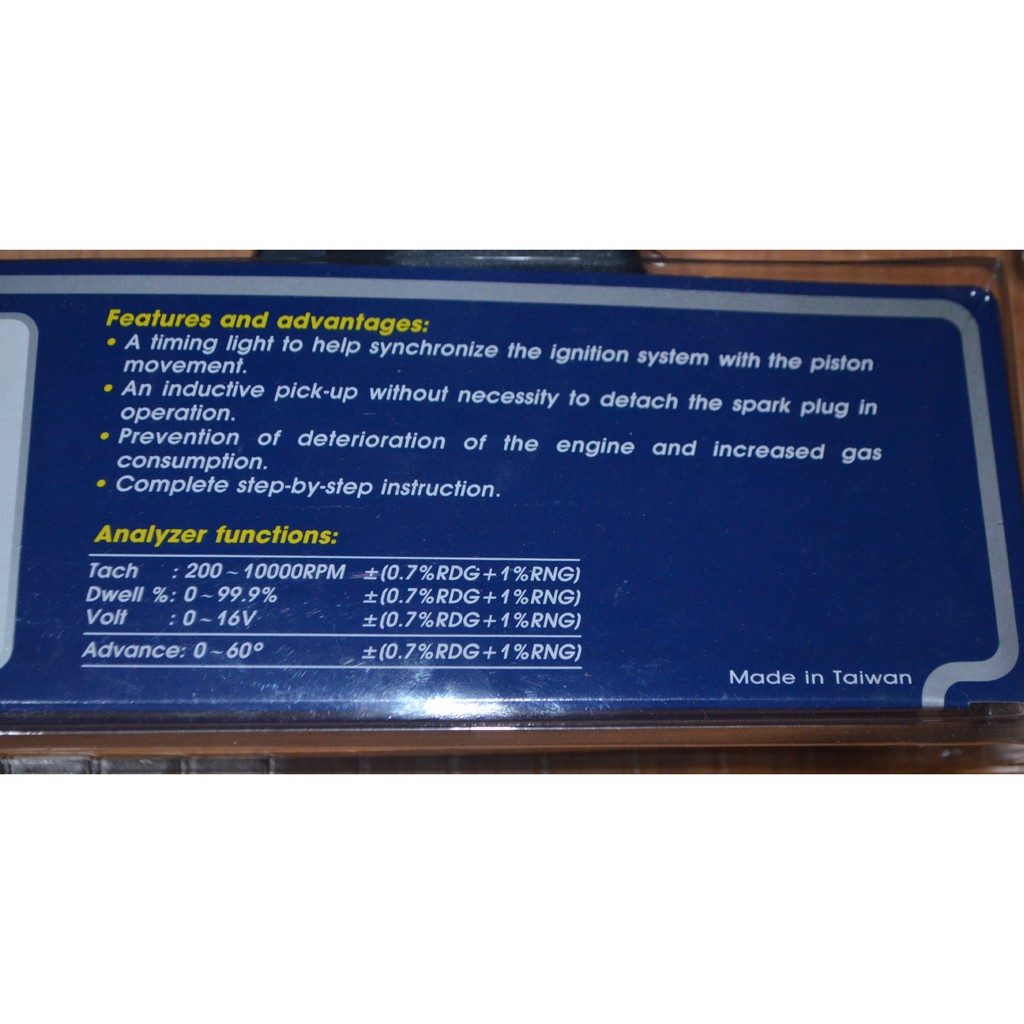 Features and advantages:
• A timing light to help synchronize the ignition system with the piston
movement.
• An inductive pick-up without necessity to detach the spark plug in
operation.
• Prevention of deterioration of the engine and increased gas
consumption.
• Complete step-by-step instruction.
Analyzer functions:
Tach : 200~10000RPM ±(0.7%RDG+1%RNG)
Dwell %: 0~99.9% ±(0.7%RDG+1%RNG)
Volt : 0~16V ±(0.7%RDG+1%RNG)
Advance: 0~60° ±(0.7%RDG+1%RNG)
Made in Taiwan